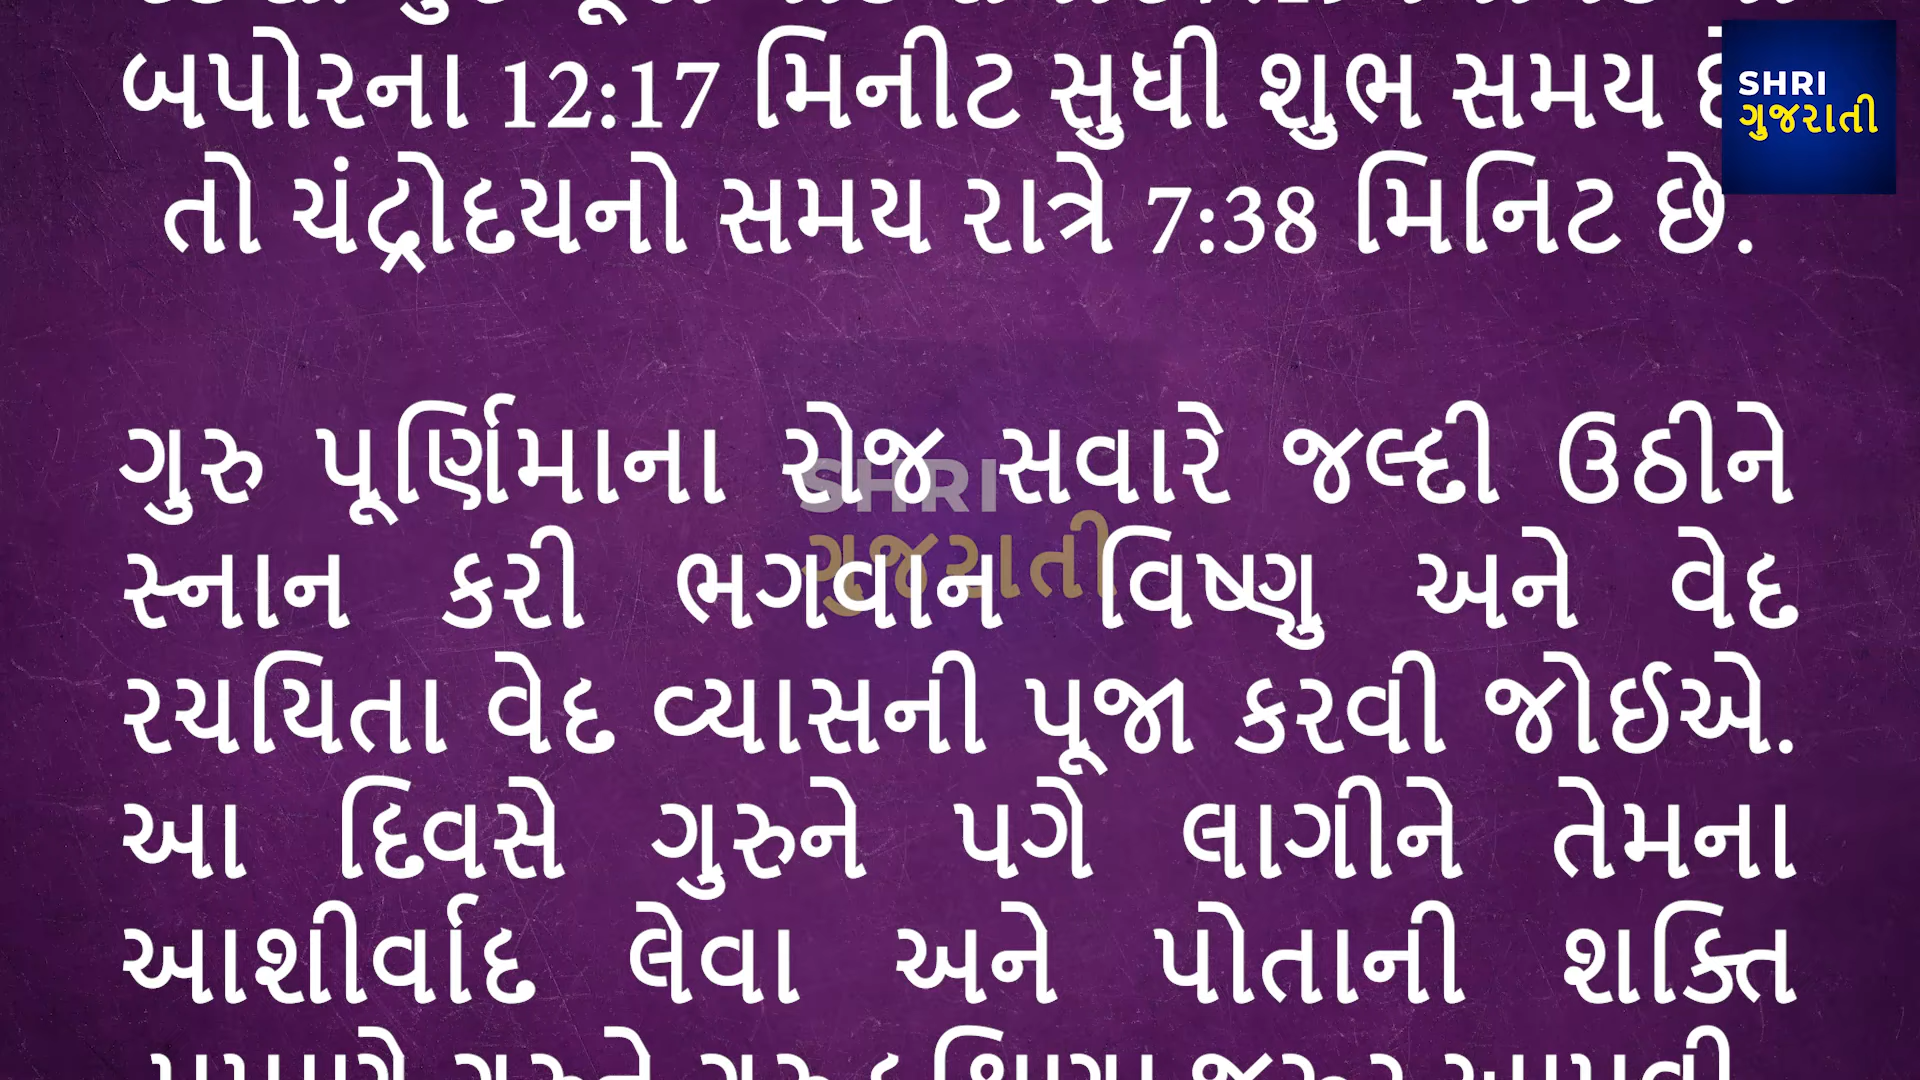 બપોરના 12:17 મિનીટ સુધી શુભ સમય
SHRI
ગુજરાતી
તો ચંદ્રોદયનો સમય રાત્રે 7:38 મિનિટ છે.
ગુરુ પૂર્ણિમાના રોજ સવારે જલ્દી ઉઠીને
SHRI
ગુજરાતી
સ્નાન કરી ભગવાન વિષ્ણુ અને વેદ
રચયિતા વેદ વ્યાસની પૂજા કરવી જોઈએ.
આ દિવસે ગુરુને પગે લાગીને તેમના
આશીર્વાદ લેવા અને પોતાની શક્તિ